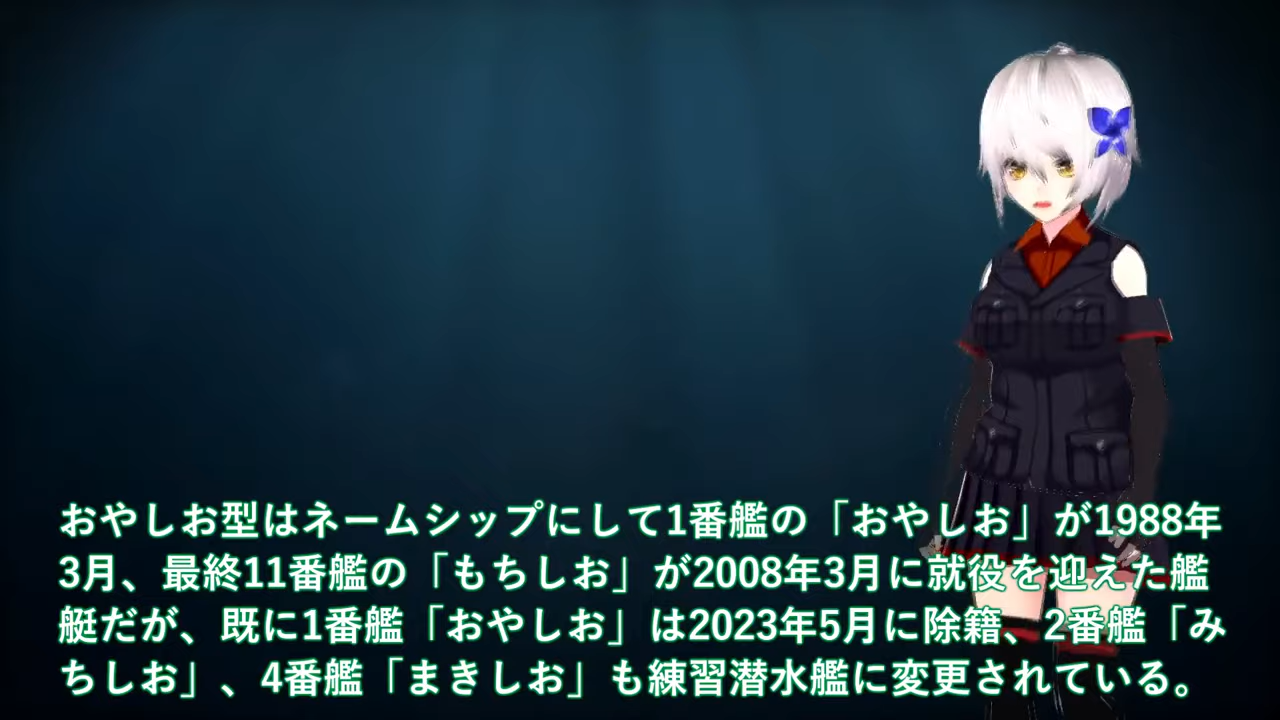 おやしお型はネームシップにして1番艦の「おやしお」が1988年
3月、最終11番艦の「もちしお」が2008年3月に就役を迎えた艦
艇だが、既に1番艦「おやしお」は2023年5月に除籍、2番艦「み
ちしお」、4番艦「まきしお」も練習潜水艦に変更されている。